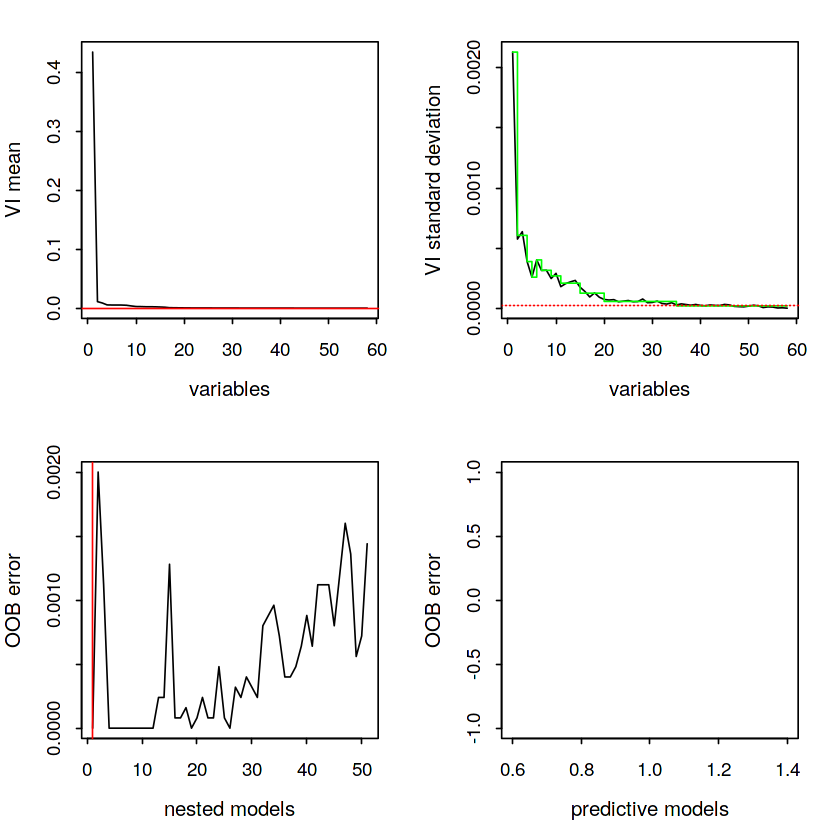 VI mean
0.0 0.1 0.2 0.3 0.4
0 10 20 30 40 50 60
variables
VI standard deviation
0.0000 0.0010 0.0020
0 10 20 30 40 50 60
variables
OOB error
0.0000 0.0010 0.0020
0 10 20 30 40 50
nested models
OOB error
-1.0 -0.5 0.0 0.5 1.0
0.6 0.8 1.0 1.2 1.4
predictive models